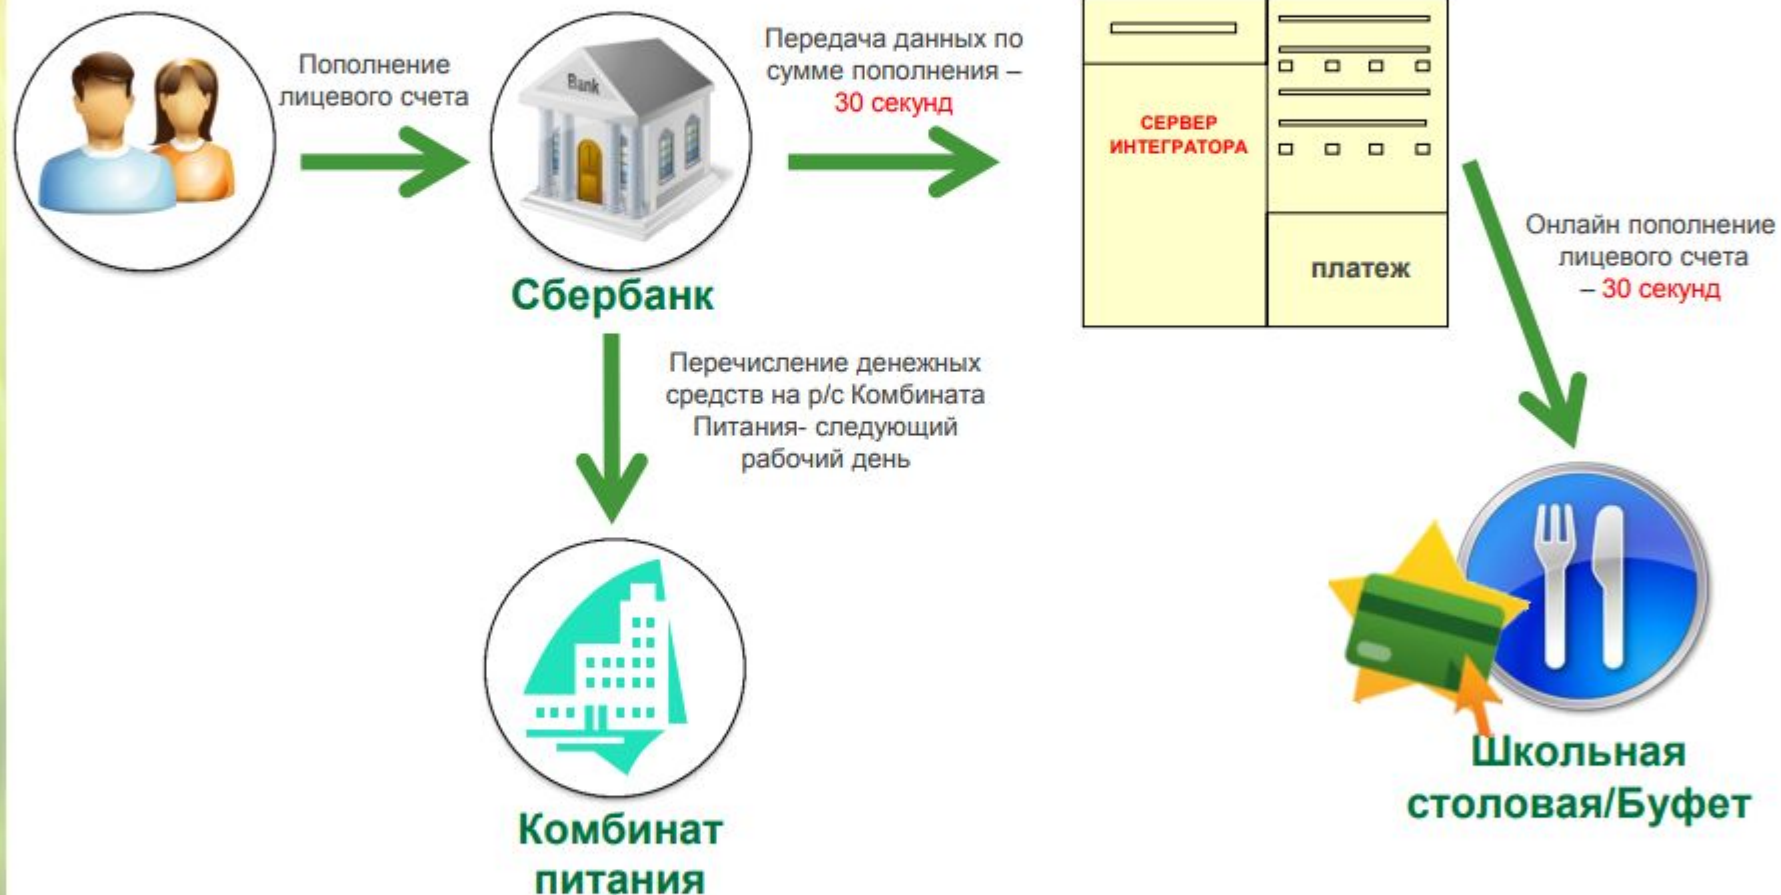 Пополнение
лицевого счета
Bank
Сбербанк
Передача данных по
сумме пополнения –
30 секунд
СЕРВЕР
ИНТЕГРАТОРА
платеж
Онлайн пополнение
лицевого счета
– 30 секунд
Перечисление денежных
средств на р/с Комбината
Питания- следующий
рабочий день
Комбинат
питания
Школьная
столовая/Буфет